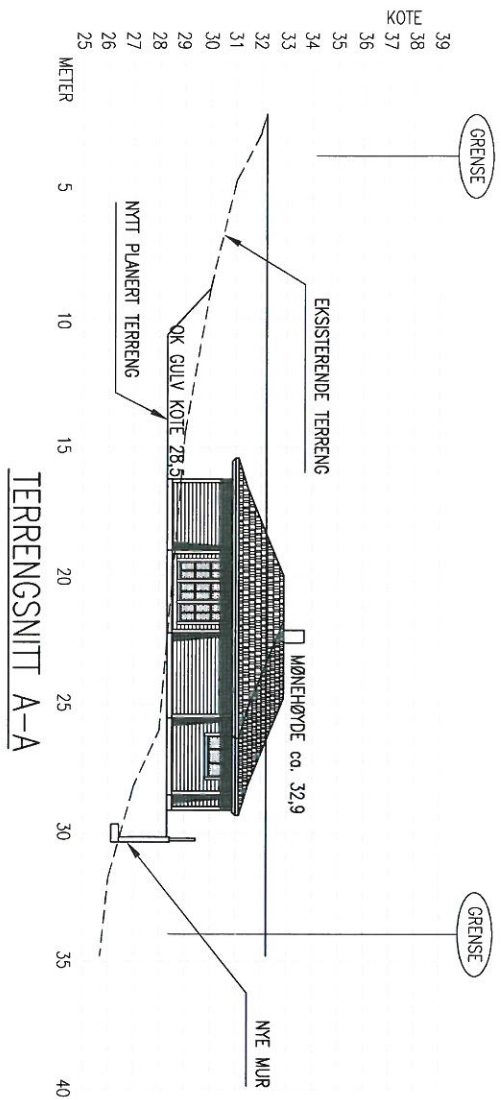 KOTE
39
38
37
36
35
34
33
32
31
30
29
28
27
26
25
METER
5
10
15
20
25
30
35
40
GRENSE
GRENSE
EKSISTERENDE TERRENG
MØNEHØYDE ca. 32,9
OK GULV KOTE 28,5
NYTT PLANERT TERRENG
NYE MUR
TERRENGSNITT A-A